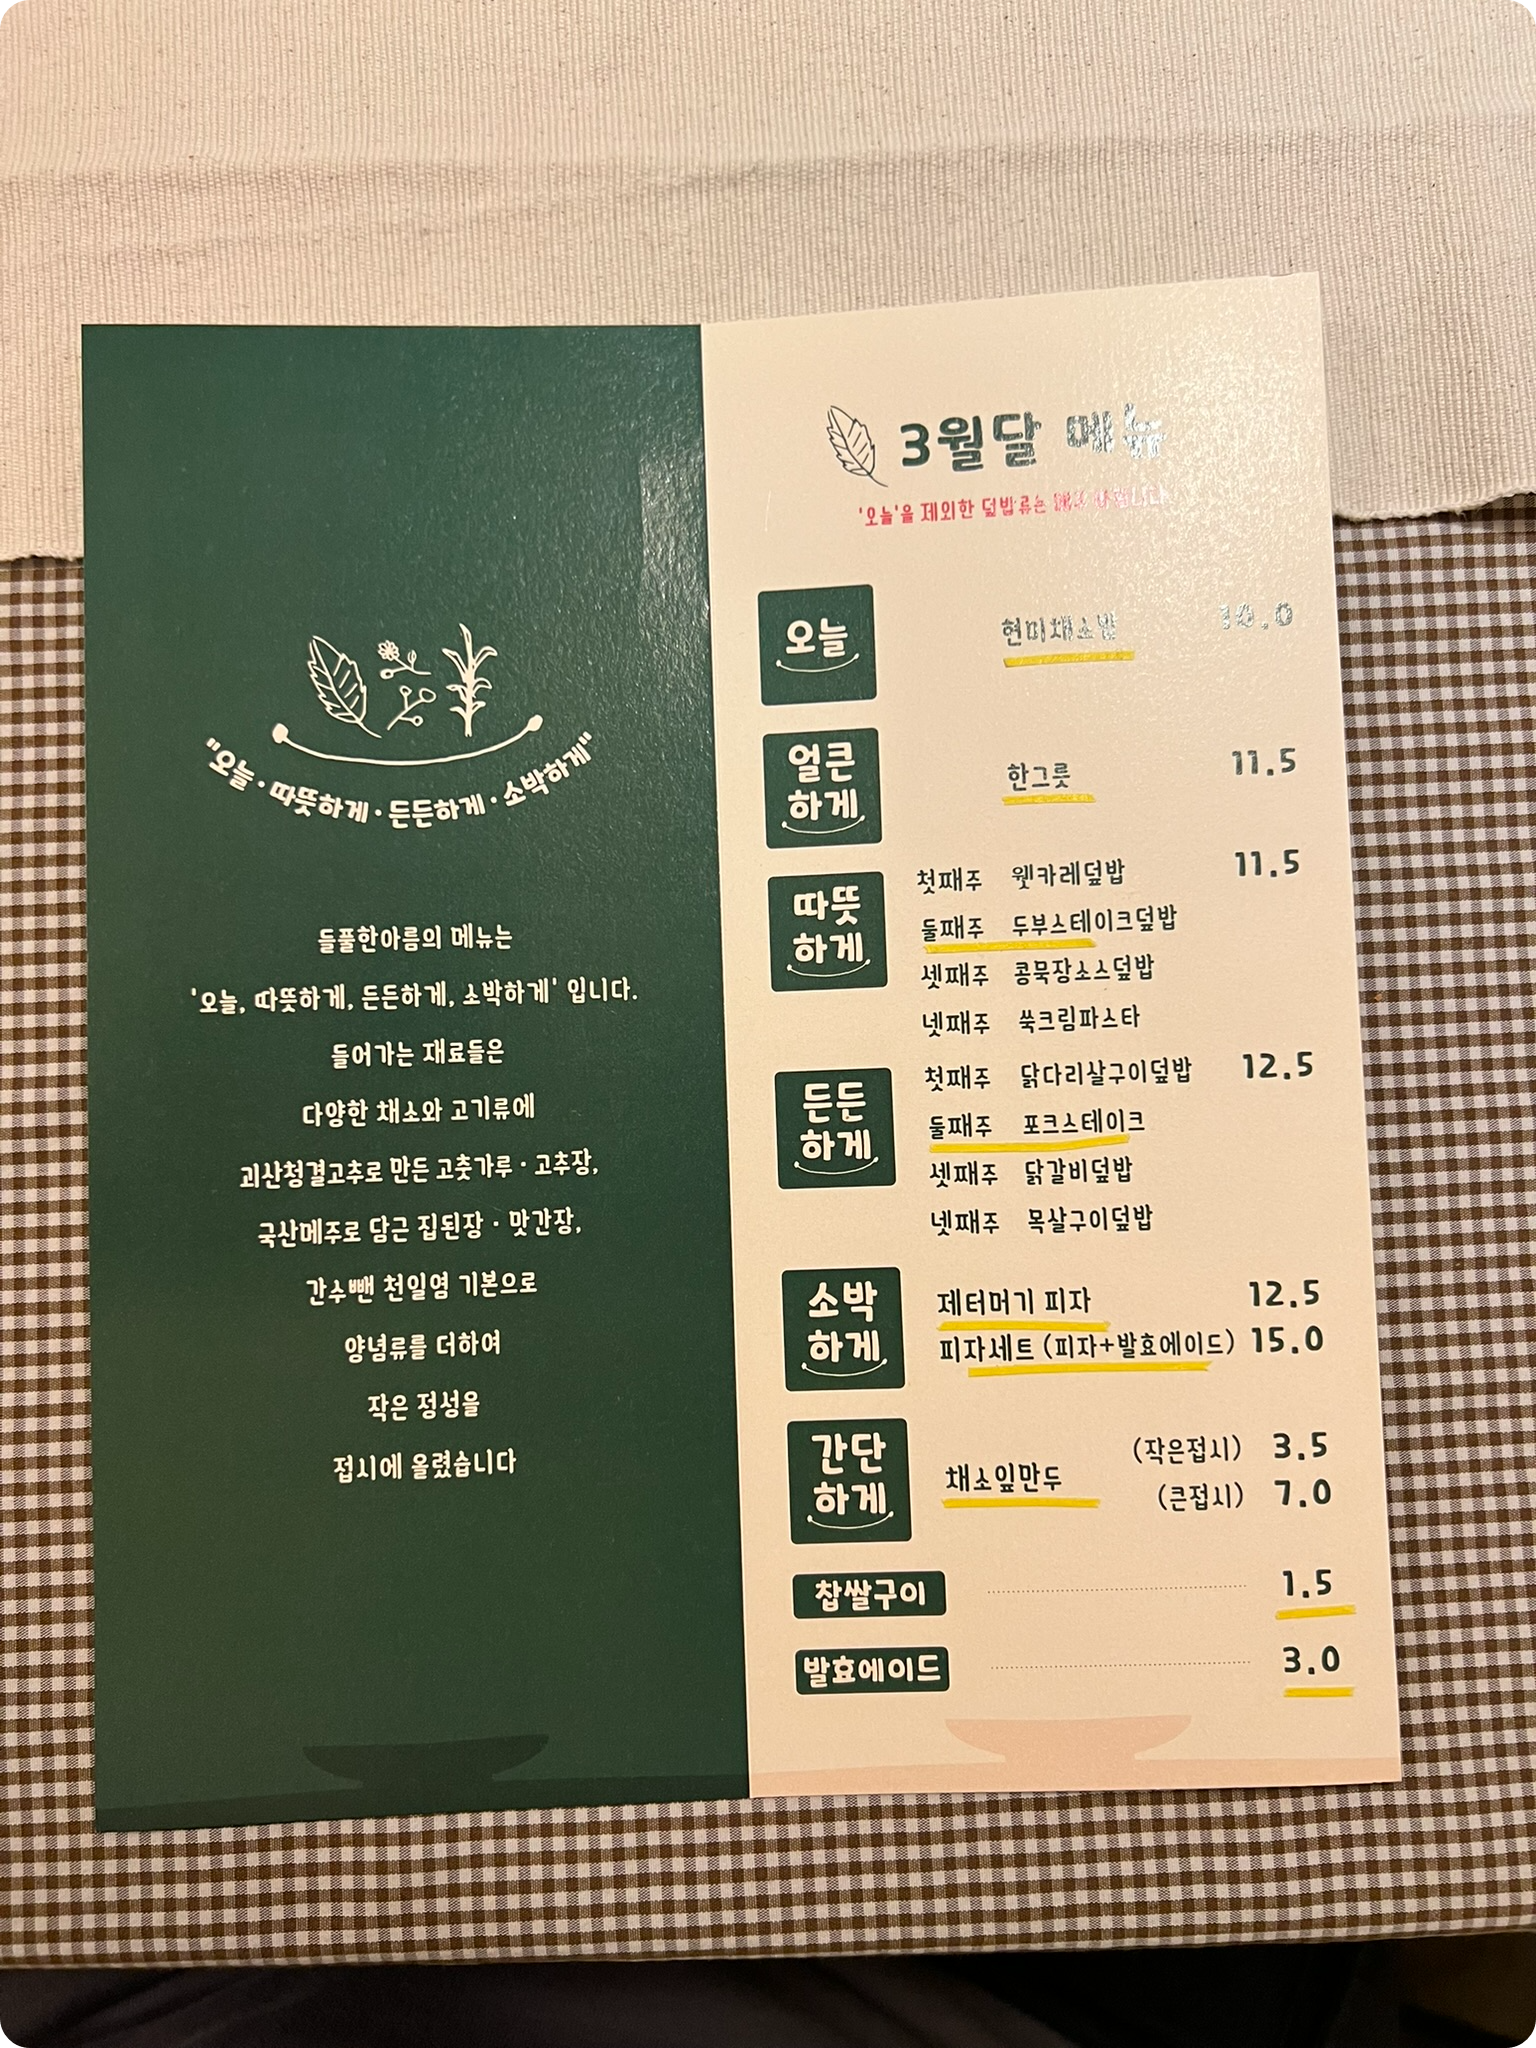 "오늘·따뜻하게·든든하게·소박하게"
들풀한아름의 메뉴는
'오늘, 따뜻하게, 든든하게, 소박하게' 입니다.
들어가는 재료들은
다양한 채소와 고기류에
괴산청결고추로 만든 고춧가루·고추장,
국산메주로 담근 집된장·맛간장,
간수뺀 천일염 기본으로
양념류를 더하여
작은 정성을
접시에 올렸습니다
3월달 메뉴
'오늘'을 제외한 덮밥류는
오늘 현미채소밥 10.0
얼큰
하게
한그릇 11.5
따뜻
하게
첫째주 웻카레덮밥 11.5
둘째주 두부스테이크덮밥
셋째주 콩묵장소스덮밥
넷째주 쑥크림파스타
든든
하게
첫째주 닭다리살구이덮밥 12.5
둘째주 포크스테이크
셋째주 닭갈비덮밥
넷째주 목살구이덮밥
소박
하게
제터머기 피자 12.5
피자세트 (피자+발효에이드) 15.0
간단
하게
채소잎만두
(작은접시) 3.5
(큰접시) 7.0
찹쌀구이 1.5
발효에이드 3.0